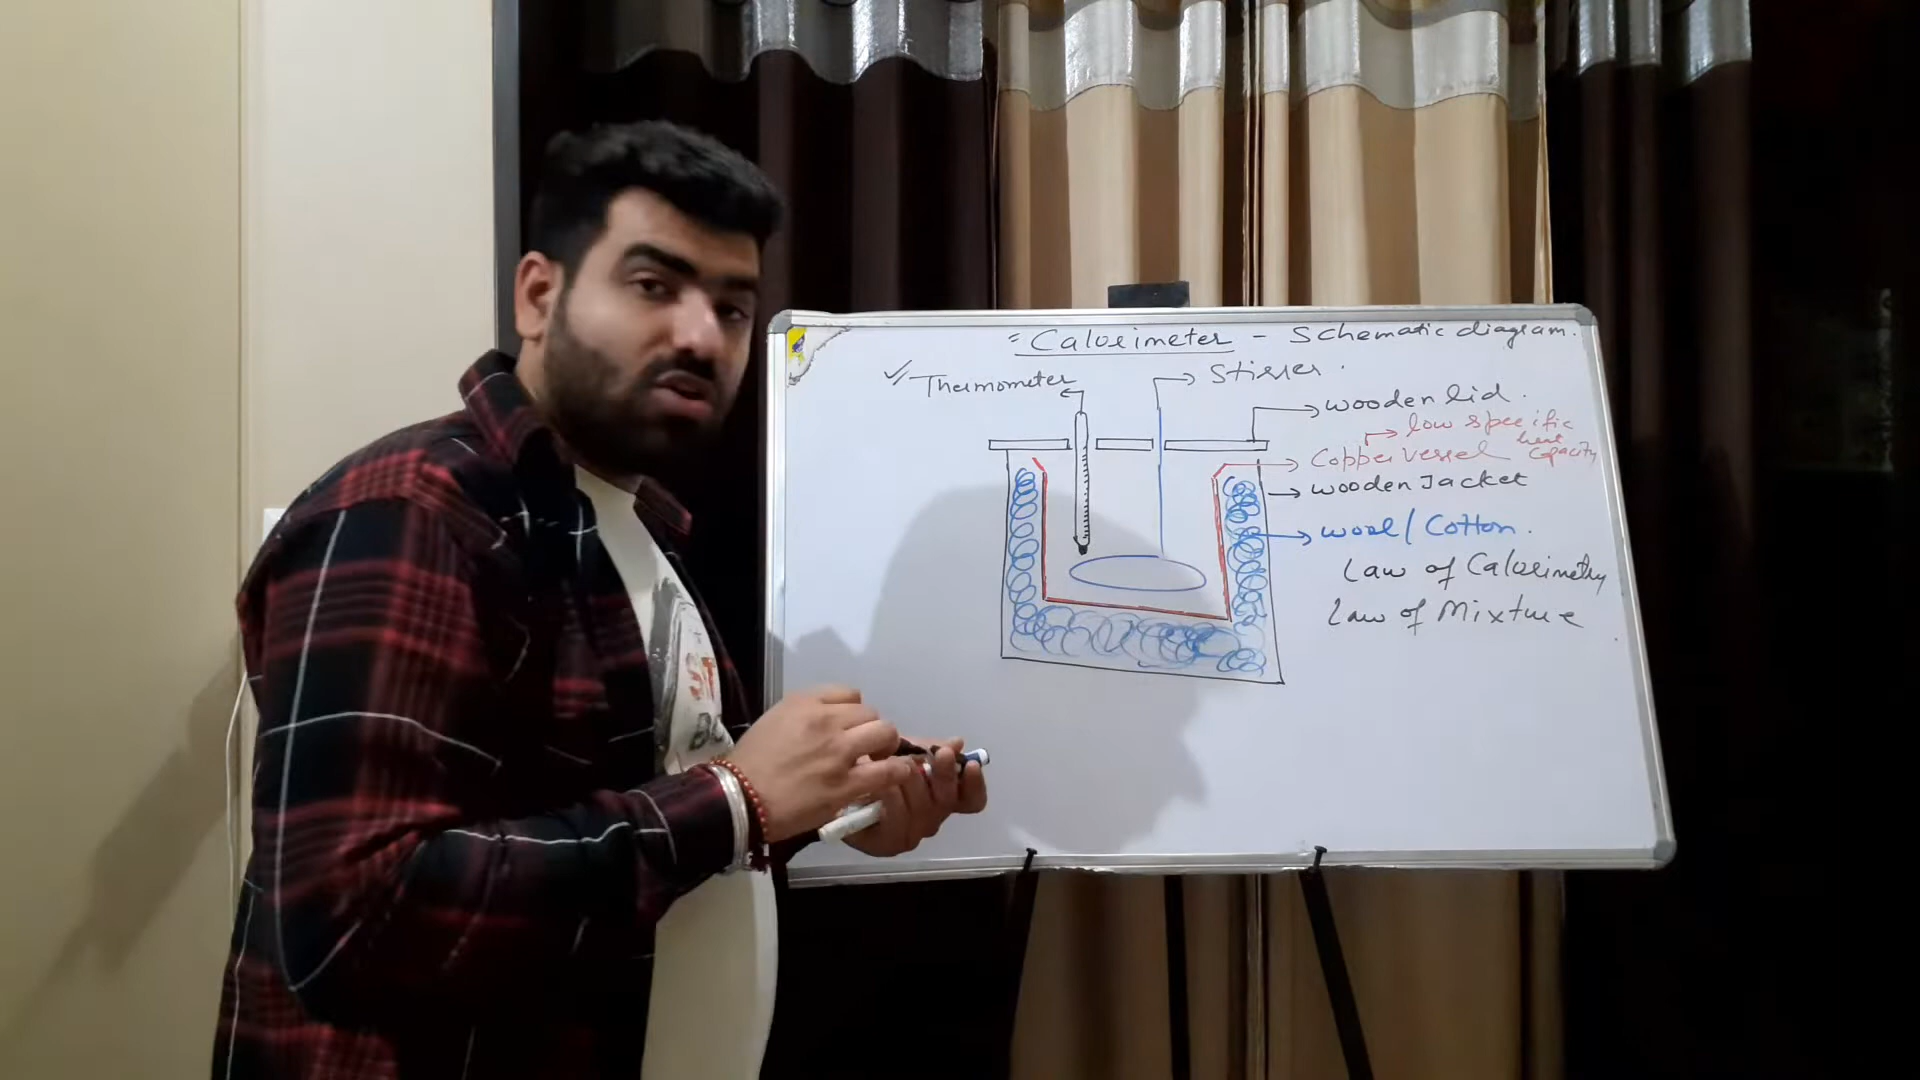 = Calorimeter - Schematic diagram.
✓ Thermometer
Stirrer.
wooden lid.
low specific
heat
Capacity
Copper Vessel
wooden Jacket
wool / Cotton.
Law of Calorimetry
Law of Mixture
ST